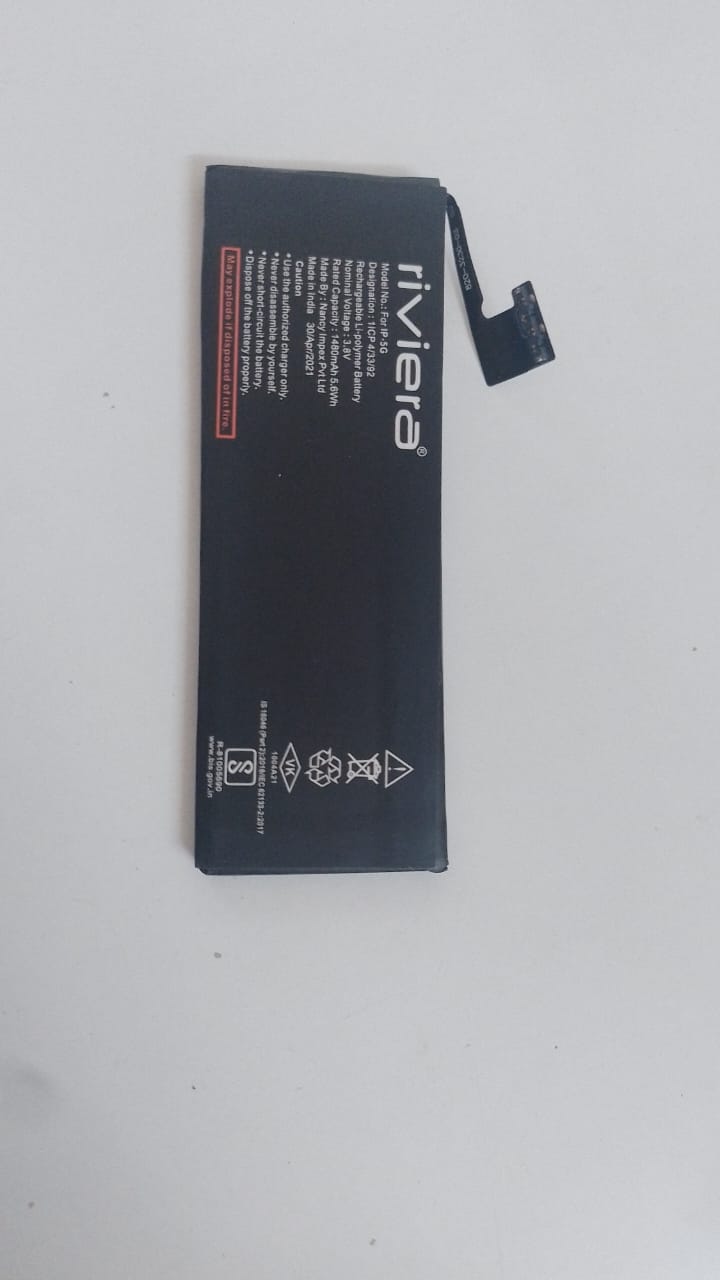 riviera®
Model No.: For IP-5G
Designation : 1ICP 4/33/92
Rechargeable Li-polymer Battery
Nominal Voltage : 3.8V
Rated Capacity : 1480mAh 5.6Wh
Made By : Nancy Impex Pvt Ltd
Made in India 30/Apr/2021
Caution
• Use the authorized charger only.
• Never disassemble by yourself.
• Never short-circuit the battery.
• Dispose off the battery properly.
May explode if disposed of in fire.
VK
1004A21
IS 16046 (Part 2):2018/IEC 62133-2:2017
R-81005690
www.bis.gov.in